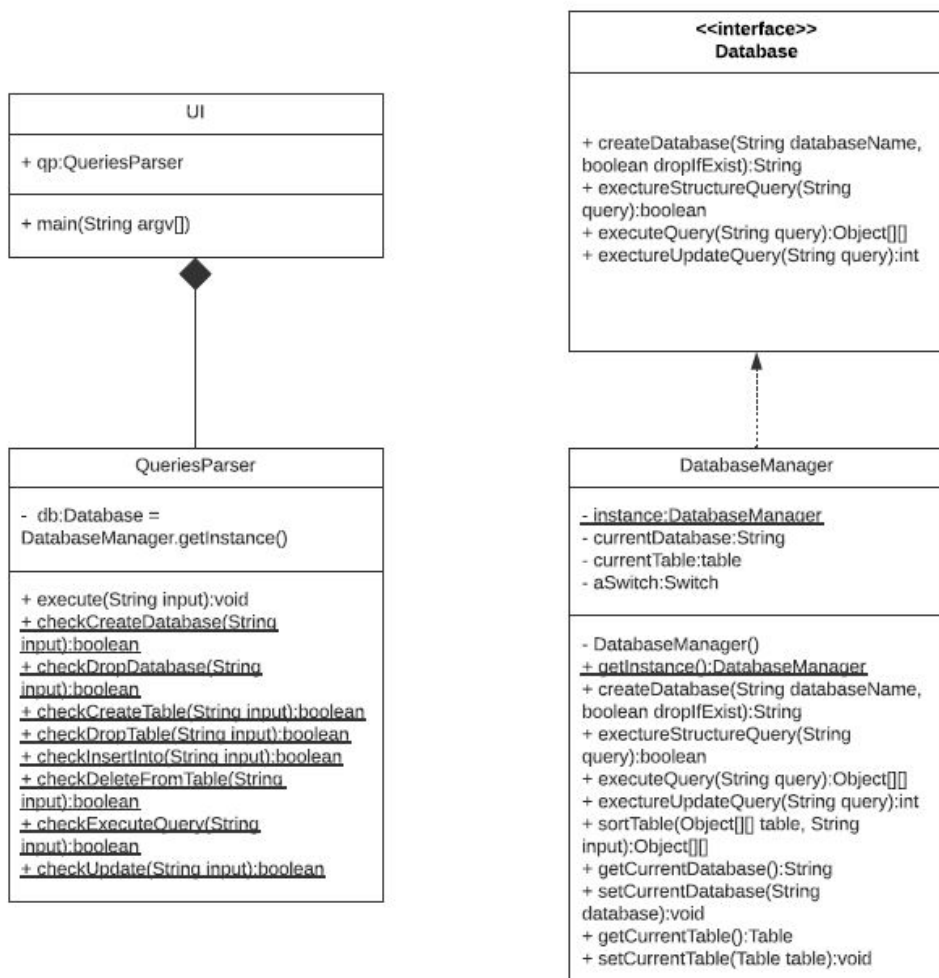 UI
+ qp:QueriesParser
+ main(String argv[])
<<interface>>
Database
+ createDatabase(String databaseName,
boolean dropIfExist):String
+ exectureStructureQuery(String
query):boolean
+ executeQuery(String query):Object[][]
+ exectureUpdateQuery(String query):int
QueriesParser
- db:Database =
DatabaseManager.getInstance()
+ execute(String input):void
+ checkCreateDatabase(String
input):boolean
+ checkDropDatabase(String
input):boolean
+ checkCreateTable(String input):boolean
+ checkDropTable(String input):boolean
+ checkInsertInto(String input):boolean
+ checkDeleteFromTable(String
input):boolean
+ checkExecuteQuery(String
input):boolean
+ checkUpdate(String input):boolean
DatabaseManager
- instance:DatabaseManager
- currentDatabase:String
- currentTable:table
- aSwitch:Switch
- DatabaseManager()
+ getInstance():DatabaseManager
+ createDatabase(String databaseName,
boolean dropIfExist):String
+ exectureStructureQuery(String
query):boolean
+ executeQuery(String query):Object[][]
+ exectureUpdateQuery(String query):int
+ sortTable(Object[][] table, String
input):Object[][]
+ getCurrentDatabase():String
+ setCurrentDatabase(String
database):void
+ getCurrentTable():Table
+ setCurrentTable(Table table):void